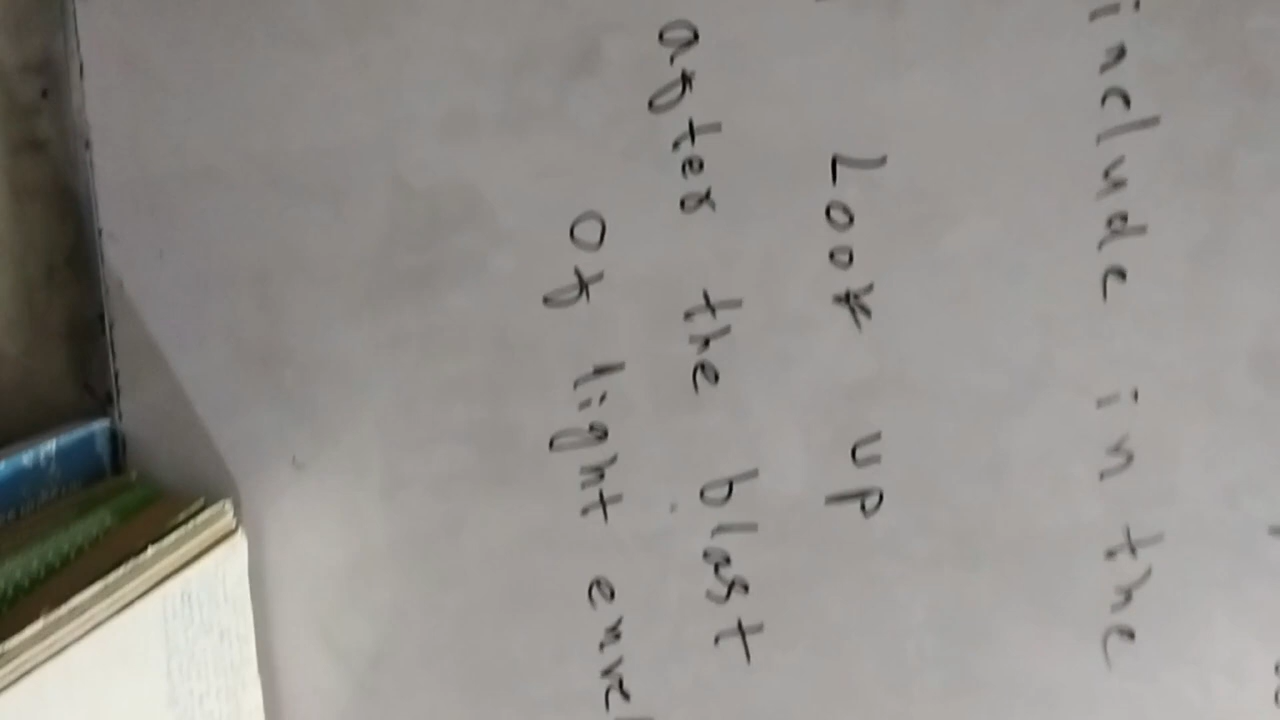 include in the
Look up
after the blast
of light